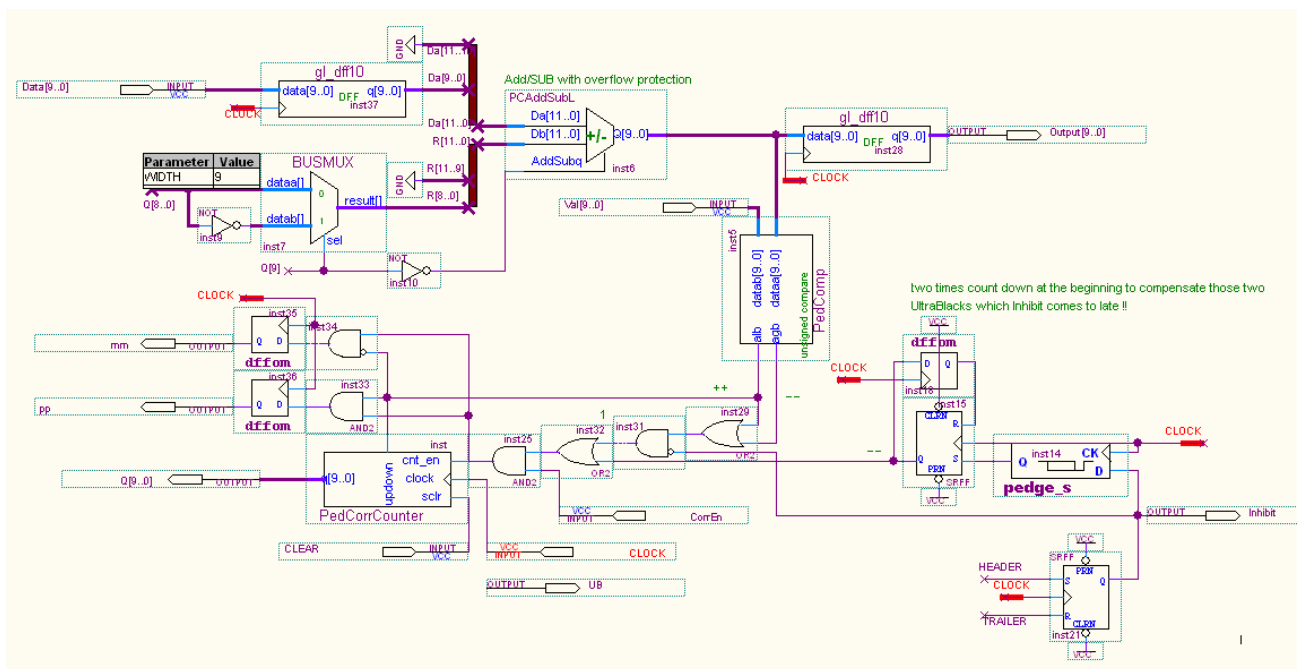 Data[9..0]
INPUT
VCC
gl_dff10
data[9..0] q[9..0]
DFF
inst37
CLOCK
GND
Da[11..1
Da[9..0]
Da[11..0]
R[11..0]
GND
R[11..9]
R[8..0]
Add/SUB with overflow protection
PCAddSubL
Da[11..0]
Db[11..0]
AddSubq
+/-
Q[9..0]
inst6
gl_dff10
data[9..0] q[9..0]
DFF
inst28
CLOCK
OUTPUT
Output[9..0]
Parameter Value
WIDTH 9
Q[8..0]
NOT
inst9
BUSMUX
dataa[]
datab[]
0
1
result[]
sel
inst7
Q[9]
NOT
inst10
Val[9..0]
INPUT
VCC
inst5
datab[9..0]
dataa[9..0]
alb
agb
unsigned compare
PedComp
two times count down at the beginning to compensate those two
UltraBlacks which Inhibit comes to late !!
CLOCK
mm
OUTPUT
inst35
Q D
dffom
inst34
pp
OUTPUT
inst36
Q D
dffom
inst33
AND2
++
--
1
inst29
OR2
inst31
inst32
OR2
inst25
AND2
VCC
dffom
D Q
CLOCK
inst18
inst15
CLRN
R
Q
S
PRN
SRFF
VCC
--
CLOCK
inst14
CK
Q
D
pedge_s
Q[9..0]
OUTPUT
inst
q[9..0]
updown
cnt_en
clock
sclr
PedCorrCounter
VCC
INPUT
CorrEn
CLEAR
INPUT
VCC
VCC
INPUT
CLOCK
OUTPUT
UB
OUTPUT
Inhibit
VCC
SRFF
HEADER
CLOCK
TRAILER
PRN
S
Q
R
CLRN
inst21
VCC